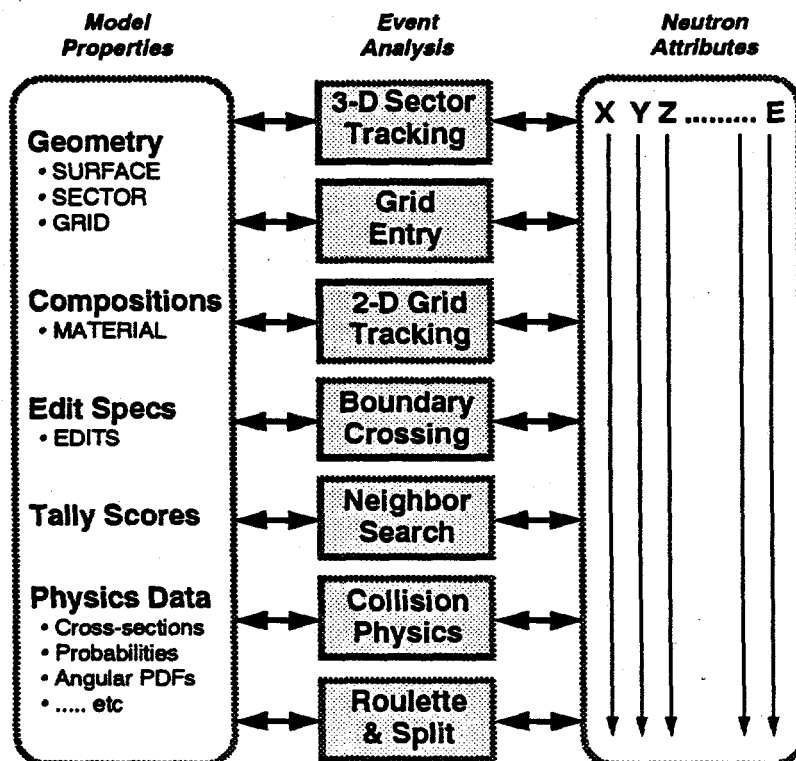 Model
Properties
Event
Analysis
Neutron
Attributes
Geometry
• SURFACE
• SECTOR
• GRID
Compositions
• MATERIAL
Edit Specs
• EDITS
Tally Scores
Physics Data
• Cross-sections
• Probabilities
• Angular PDFs
• ..... etc
3-D Sector
Tracking
Grid
Entry
2-D Grid
Tracking
Boundary
Crossing
Neighbor
Search
Collision
Physics
Roulette
& Split
X Y Z ......... E